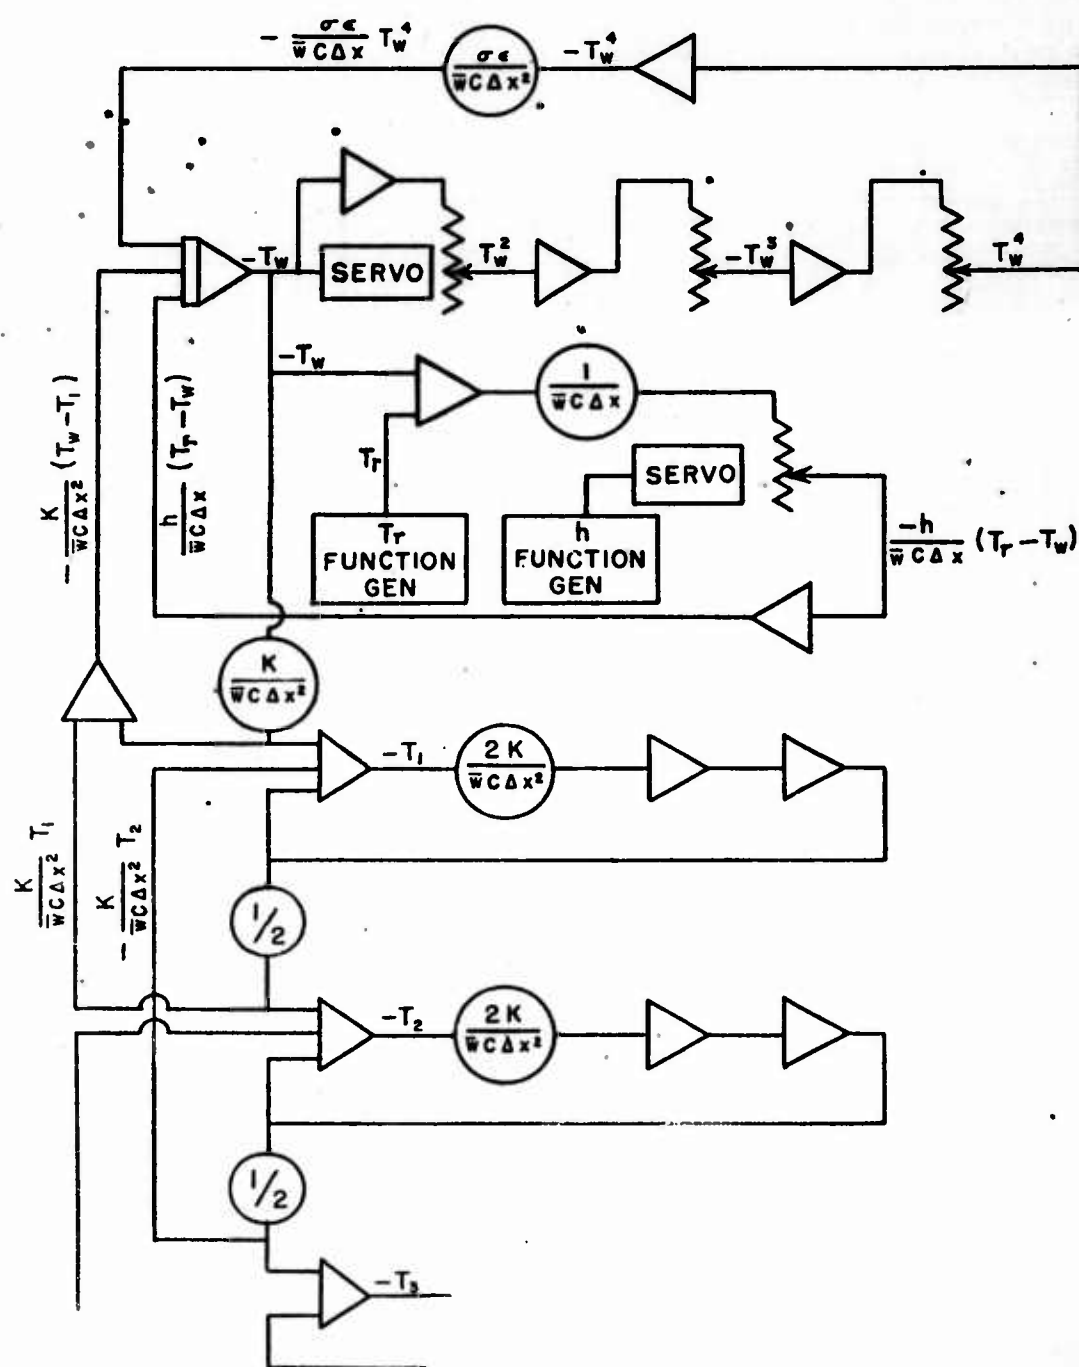 - σε / w̅CΔx T_w^4
σε / w̅CΔx²
-T_w^4
-T_w
SERVO
T_w^2
-T_w^3
T_w^4
-T_w
1 / w̅CΔx
T_r
SERVO
T_r
FUNCTION
GEN
h
FUNCTION
GEN
-h / w̅CΔx (T_r - T_w)
- K / w̅CΔx² (T_w - T_1)
h / w̅CΔx (T_r - T_w)
K / w̅CΔx²
-T_1
2K / w̅CΔx²
K / w̅CΔx² T_1
- K / w̅CΔx² T_2
1/2
-T_2
2K / w̅CΔx²
1/2
-T_3